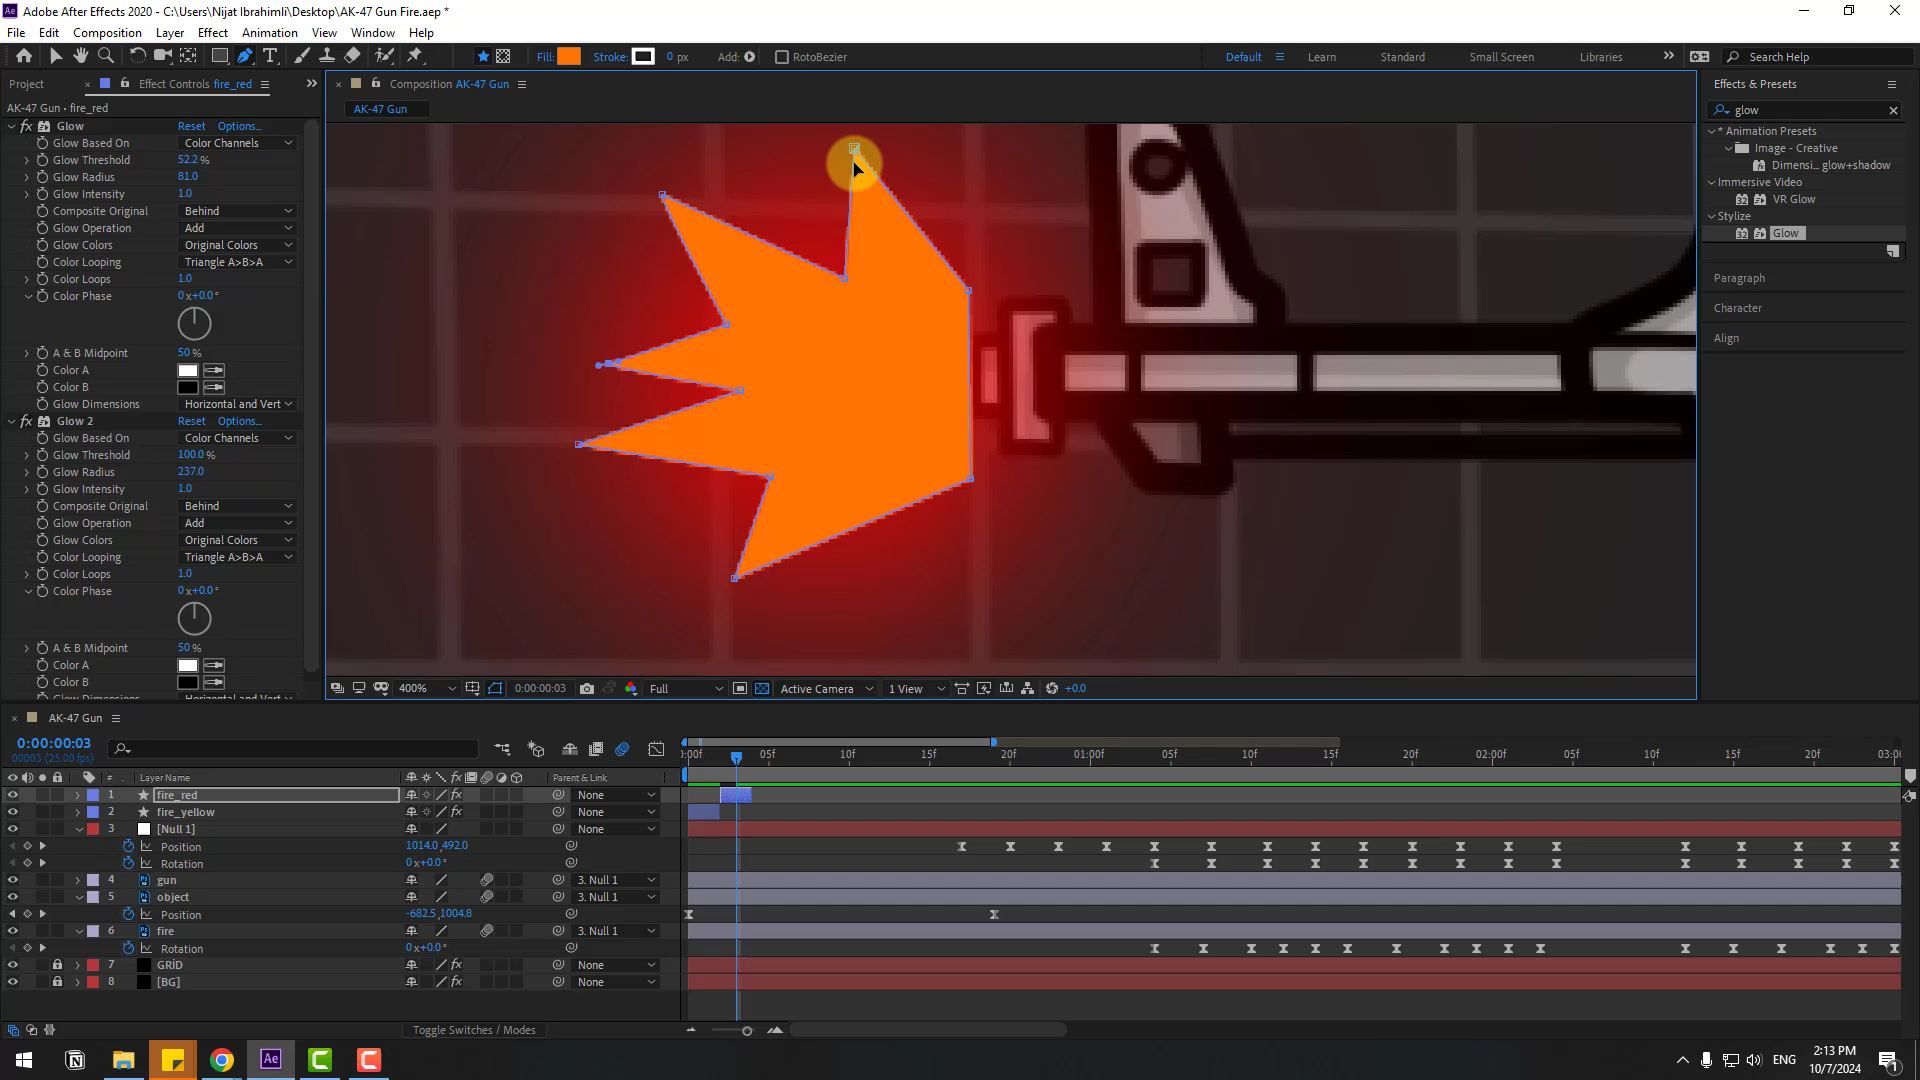 Adobe After Effects 2020 - C:\Users\Nijat Ibrahimli\Desktop\AK-47 Gun Fire.aep *
File Edit Composition Layer Effect Animation View Window Help
Fill: Stroke: 0 px Add: RotoBezier Default Learn Standard Small Screen Libraries Search Help
Project Effect Controls fire_red
AK-47 Gun • fire_red
Glow Reset Options...
Glow Based On Color Channels
Glow Threshold 52.2 %
Glow Radius 81.0
Glow Intensity 1.0
Composite Original Behind
Glow Operation Add
Glow Colors Original Colors
Color Looping Triangle A>B>A
Color Loops 1.0
Color Phase 0x+0.0°
A & B Midpoint 50 %
Color A
Color B
Glow Dimensions Horizontal and Vert
Glow 2 Reset Options...
Glow Based On Color Channels
Glow Threshold 100.0 %
Glow Radius 237.0
Glow Intensity 1.0
Composite Original Behind
Glow Operation Add
Glow Colors Original Colors
Color Looping Triangle A>B>A
Color Loops 1.0
Color Phase 0x+0.0°
A & B Midpoint 50 %
Color A
Color B
Composition AK-47 Gun
AK-47 Gun
400% 0:00:00:03 Full Active Camera 1 View +0.0
Effects & Presets
glow
* Animation Presets
Image - Creative
Dimensi... glow+shadow
Immersive Video
32 VR Glow
Stylize
32 Glow
Paragraph
Character
Align
AK-47 Gun
0:00:00:03
00003 (25.00 fps)
:00f 05f 10f 15f 20f 01:00f 05f 10f 15f 20f 02:00f 05f 10f 15f 20f 03:00
# Layer Name Parent & Link
1 fire_red None
2 fire_yellow None
3 [Null 1] None
Position 1014.0,492.0
Rotation 0x+0.0°
4 gun 3. Null 1
5 object 3. Null 1
Position -682.5,1004.8
6 fire 3. Null 1
Rotation 0x+0.0°
7 GRİD None
8 [BG] None
Toggle Switches / Modes
Ae ENG 2:13 PM
10/7/2024 1